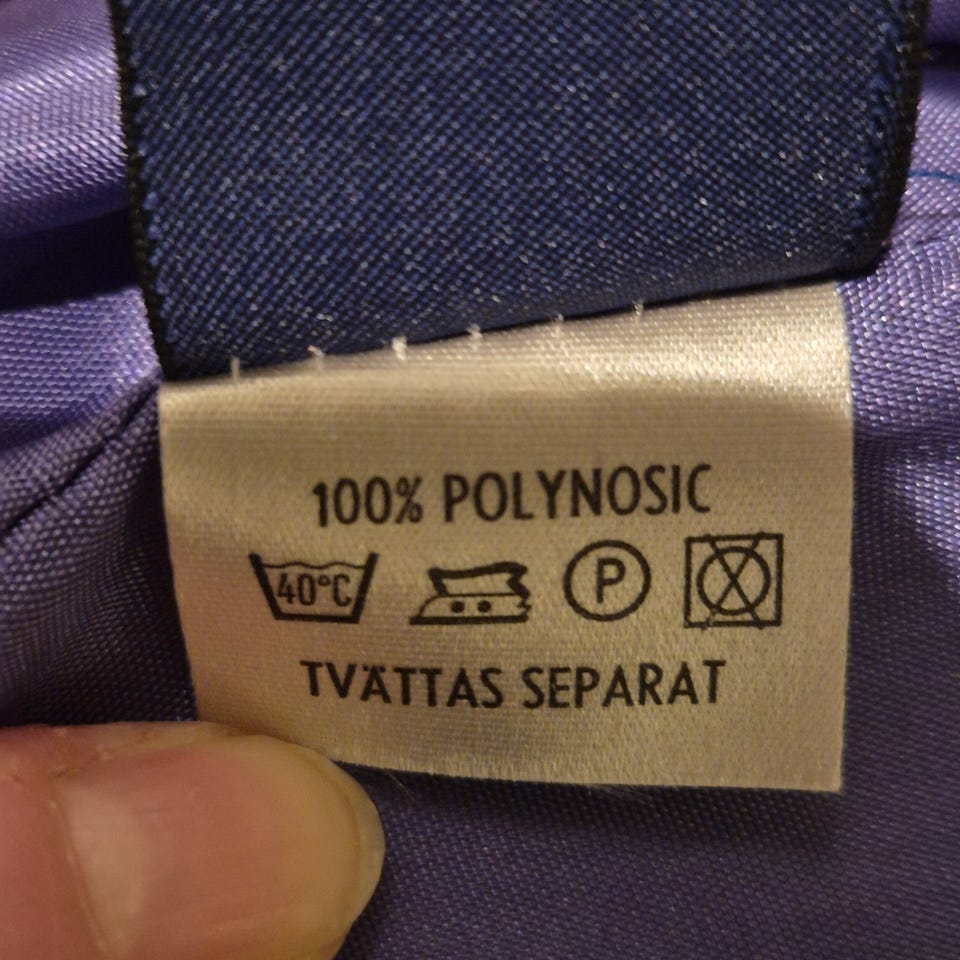 100% POLYNOSIC
40°C P
TVÄTTAS SEPARAT